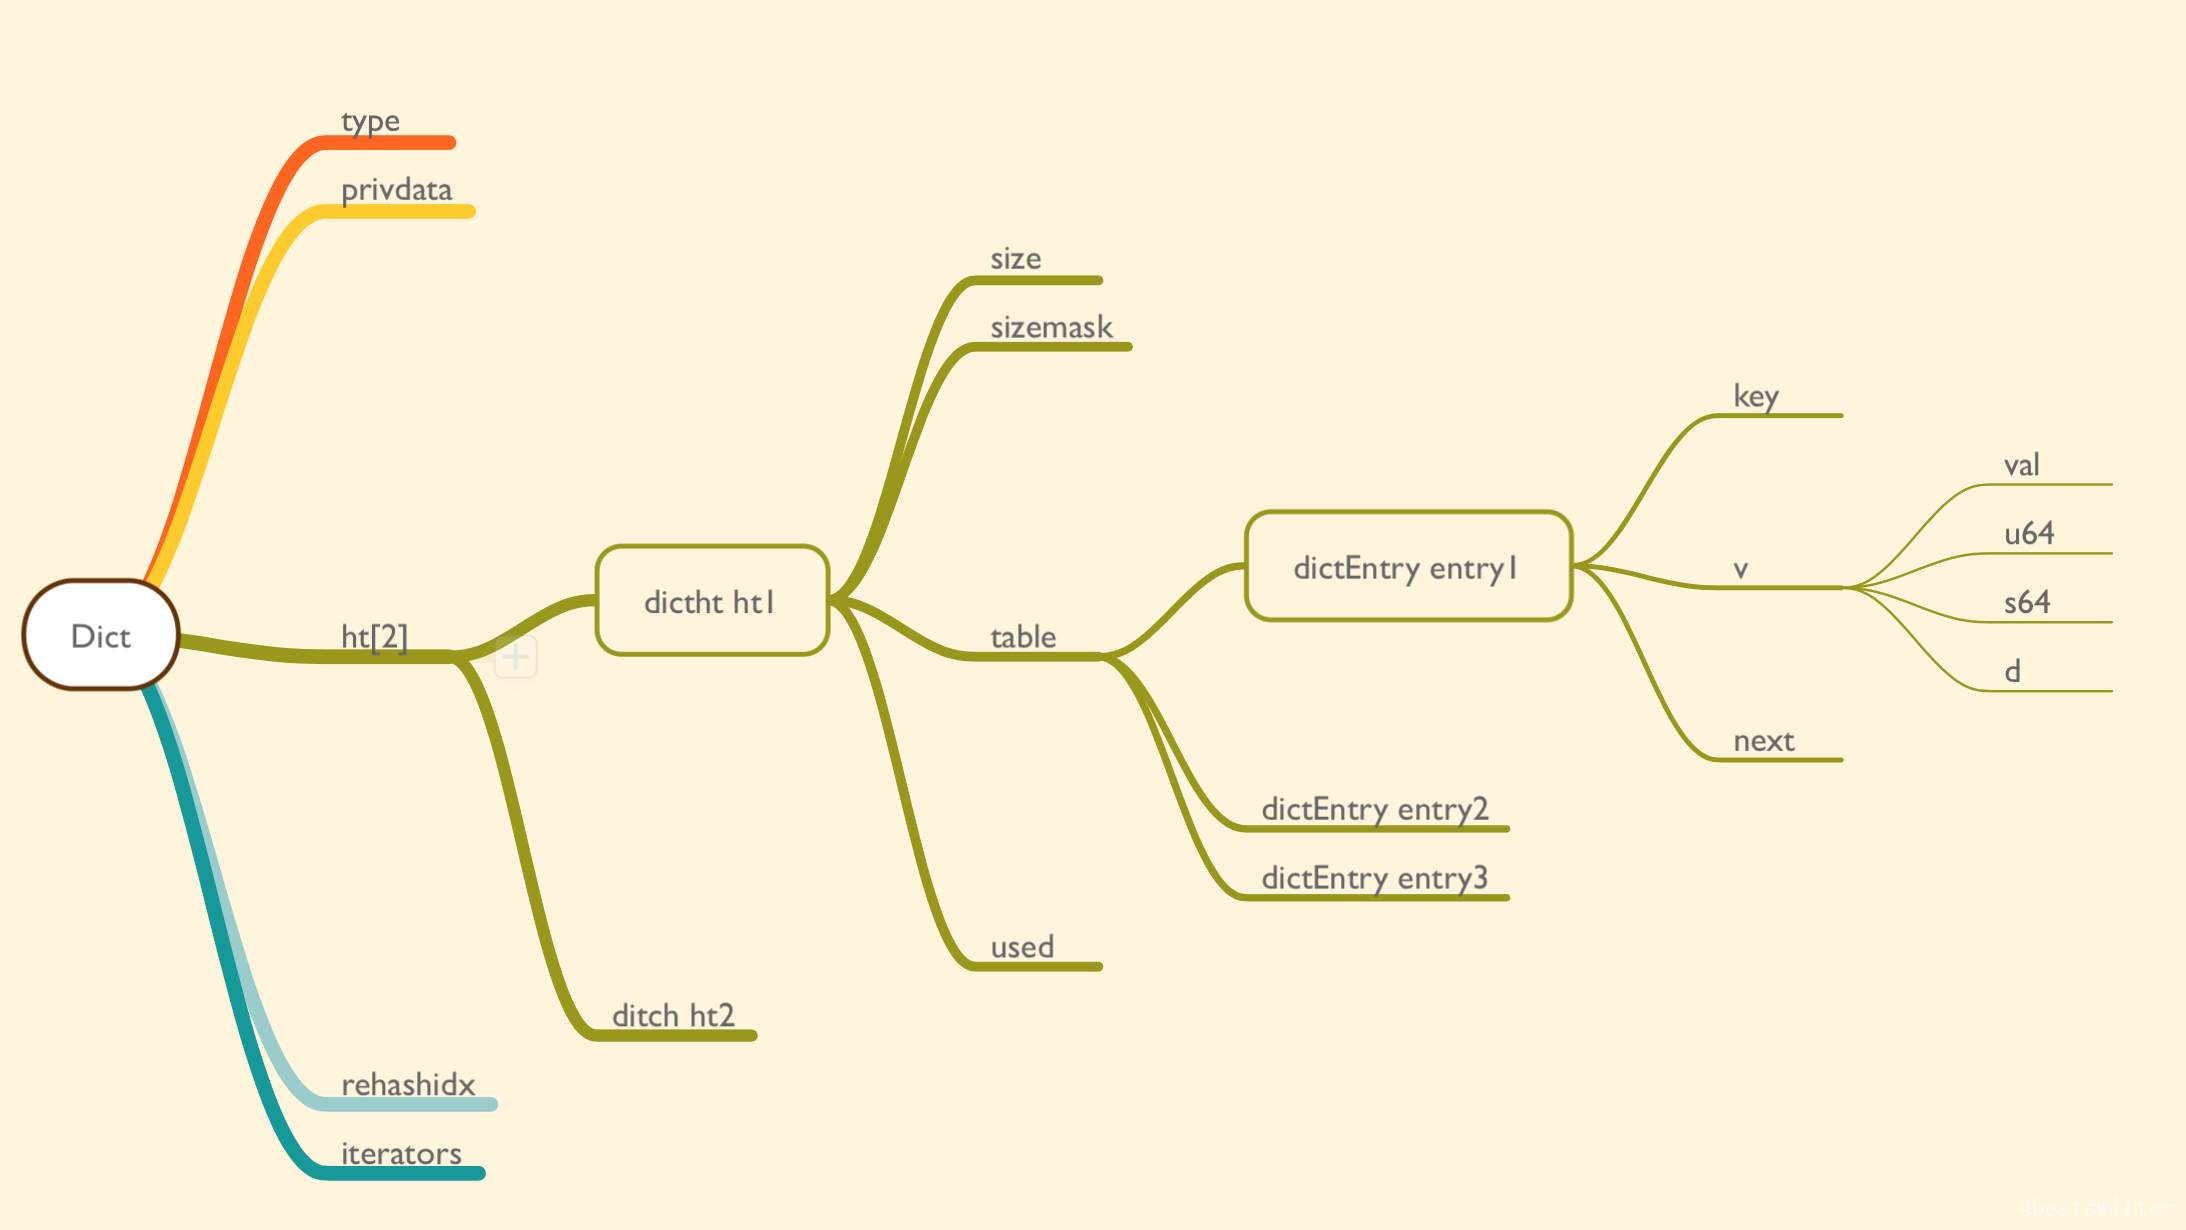 type
privdata
size
sizemask
key
val
u64
dictEntry entry1
v
s64
dictht ht1
Dict
ht[2]
table
d
next
dictEntry entry2
dictEntry entry3
used
ditch ht2
rehashidx
iterators
@bestswifter